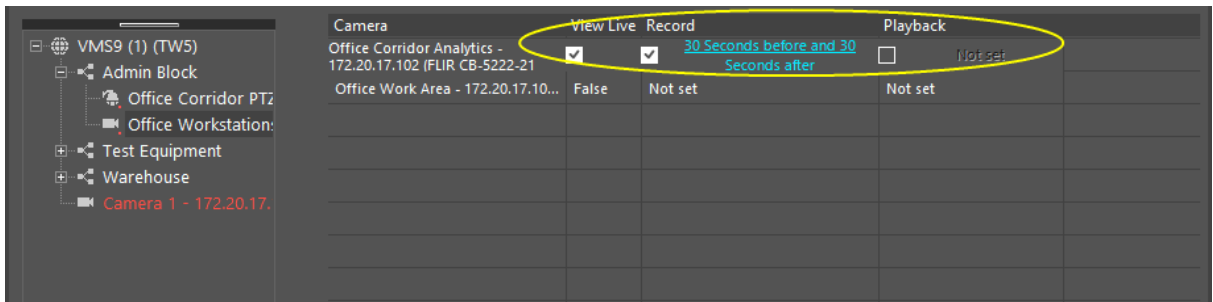 Camera View Live Record Playback
VMS9 (1) (TW5)
Office Corridor Analytics -
172.20.17.102 (FLIR CB-5222-21
30 Seconds before and 30
Seconds after
Not set
Admin Block
Office Work Area - 172.20.17.10... False Not set Not set
Office Corridor PTZ
Office Workstations
Test Equipment
Warehouse
Camera 1 - 172.20.17.